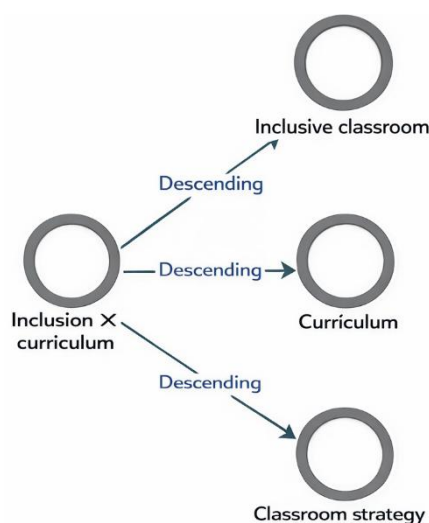 Inclusive classroom
Descending
Descending
Inclusion X
curriculum
Curriculum
Descending
Classroom strategy